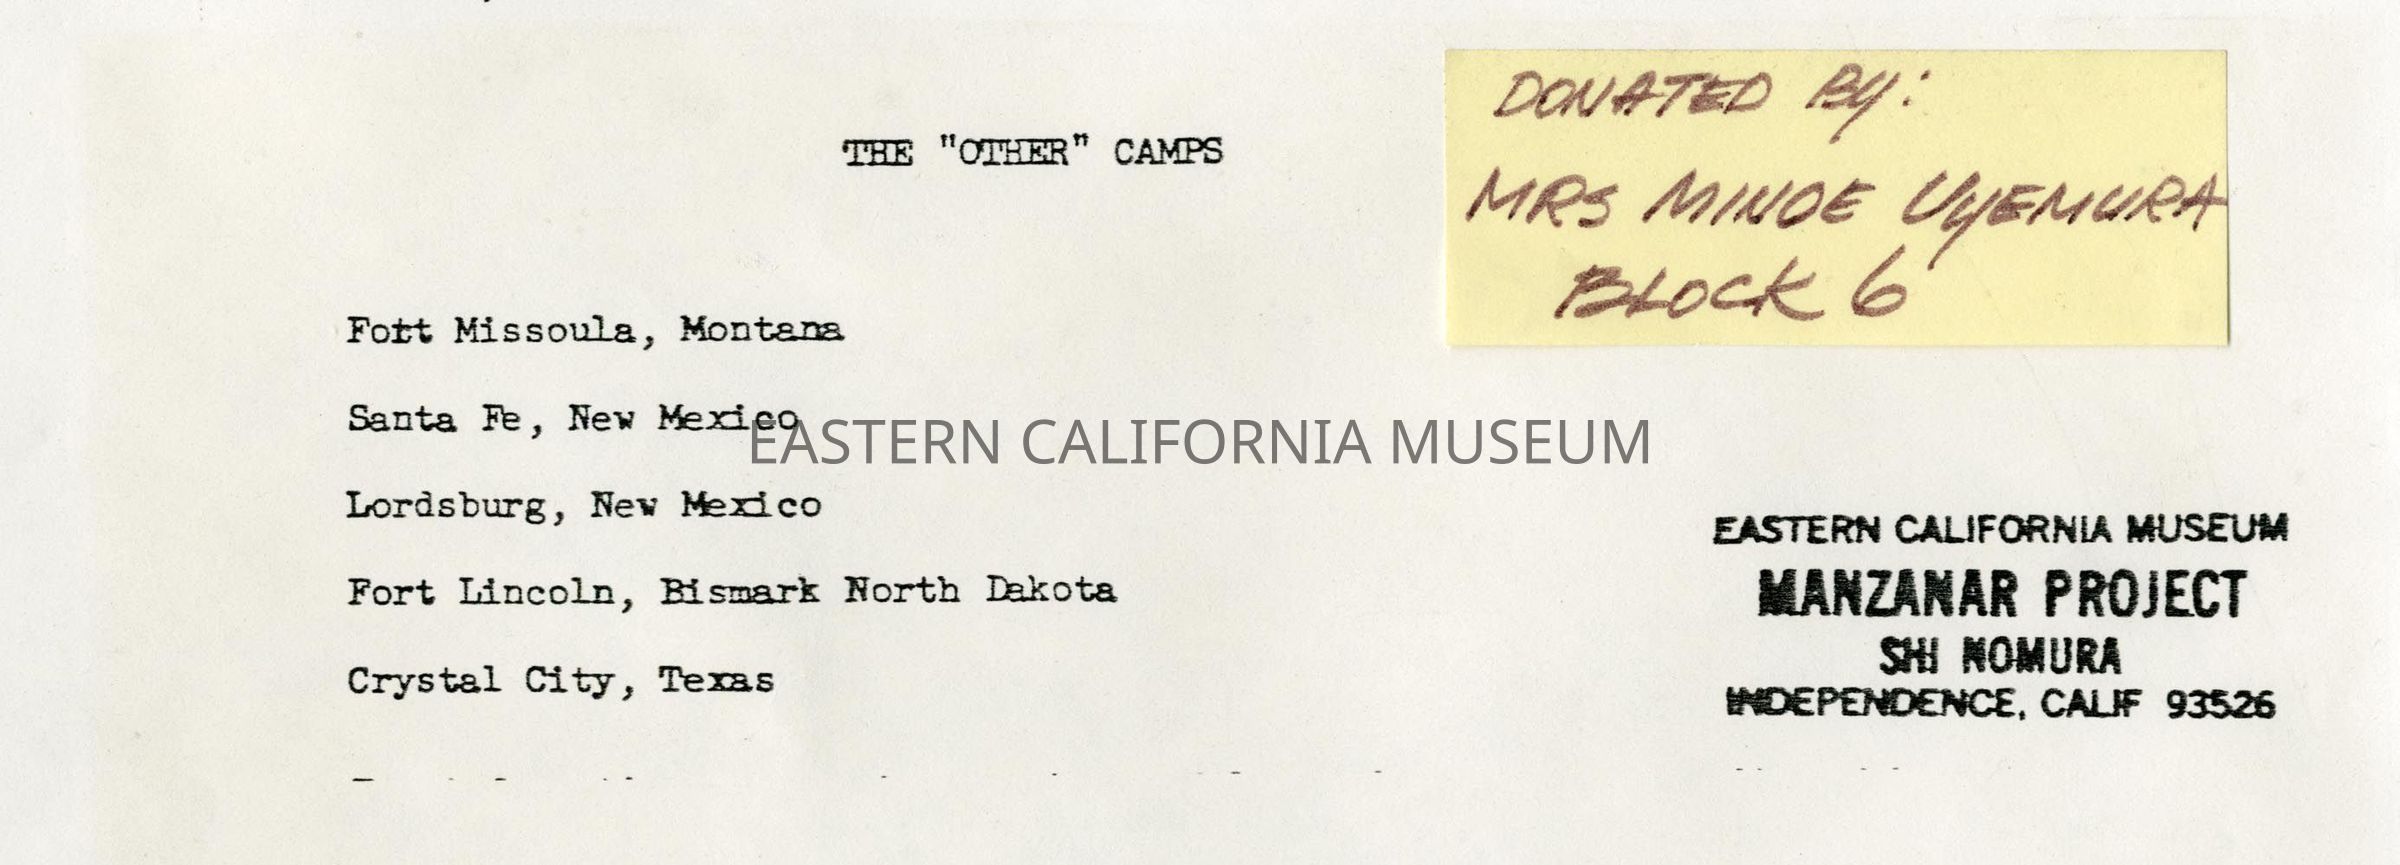 THE "OTHER" CAMPS
DONATED BY:
MRS MINOE UYEMURA
BLOCK 6
Fort Missoula, Montana
Santa Fe, New Mexico
EASTERN CALIFORNIA MUSEUM
Lordsburg, New Mexico
Fort Lincoln, Bismark North Dakota
Crystal City, Texas
EASTERN CALIFORNIA MUSEUM
MANZANAR PROJECT
SHI NOMURA
INDEPENDENCE, CALIF 93526